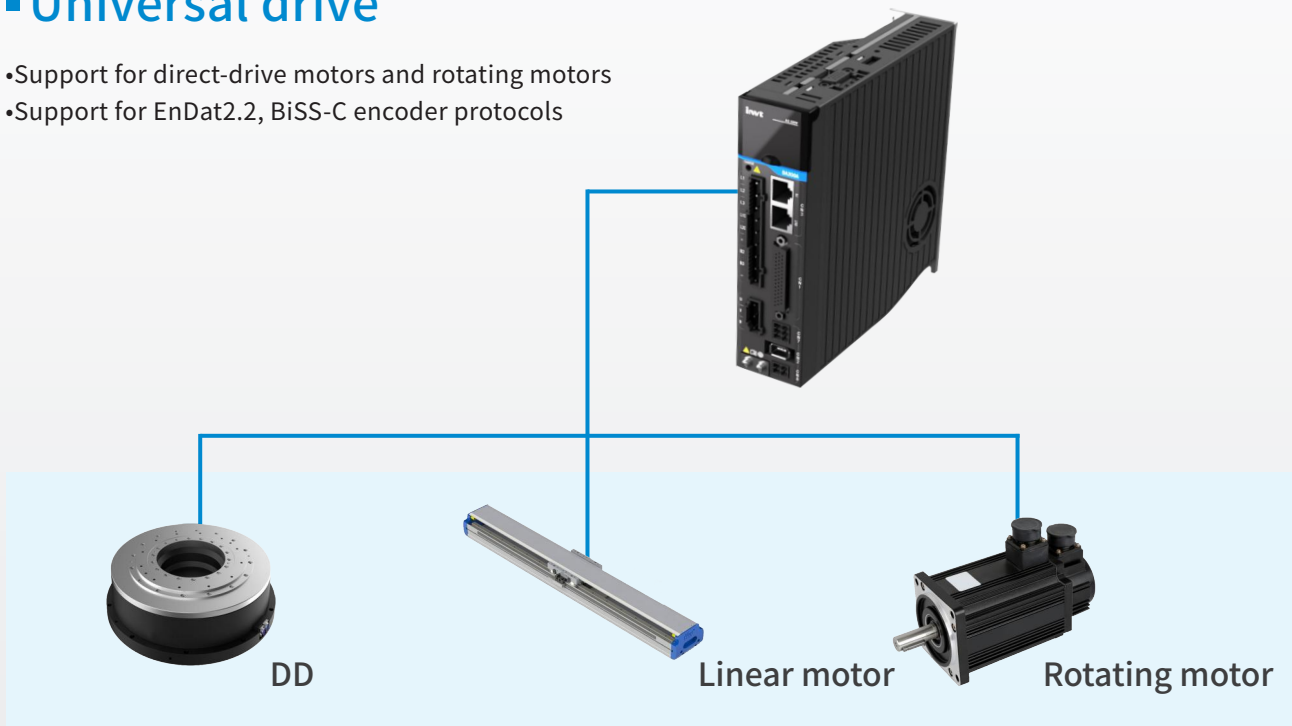 Universal drive
•Support for direct-drive motors and rotating motors
•Support for EnDat2.2, BiSS-C encoder protocols
invt
DD
Linear motor
Rotating motor